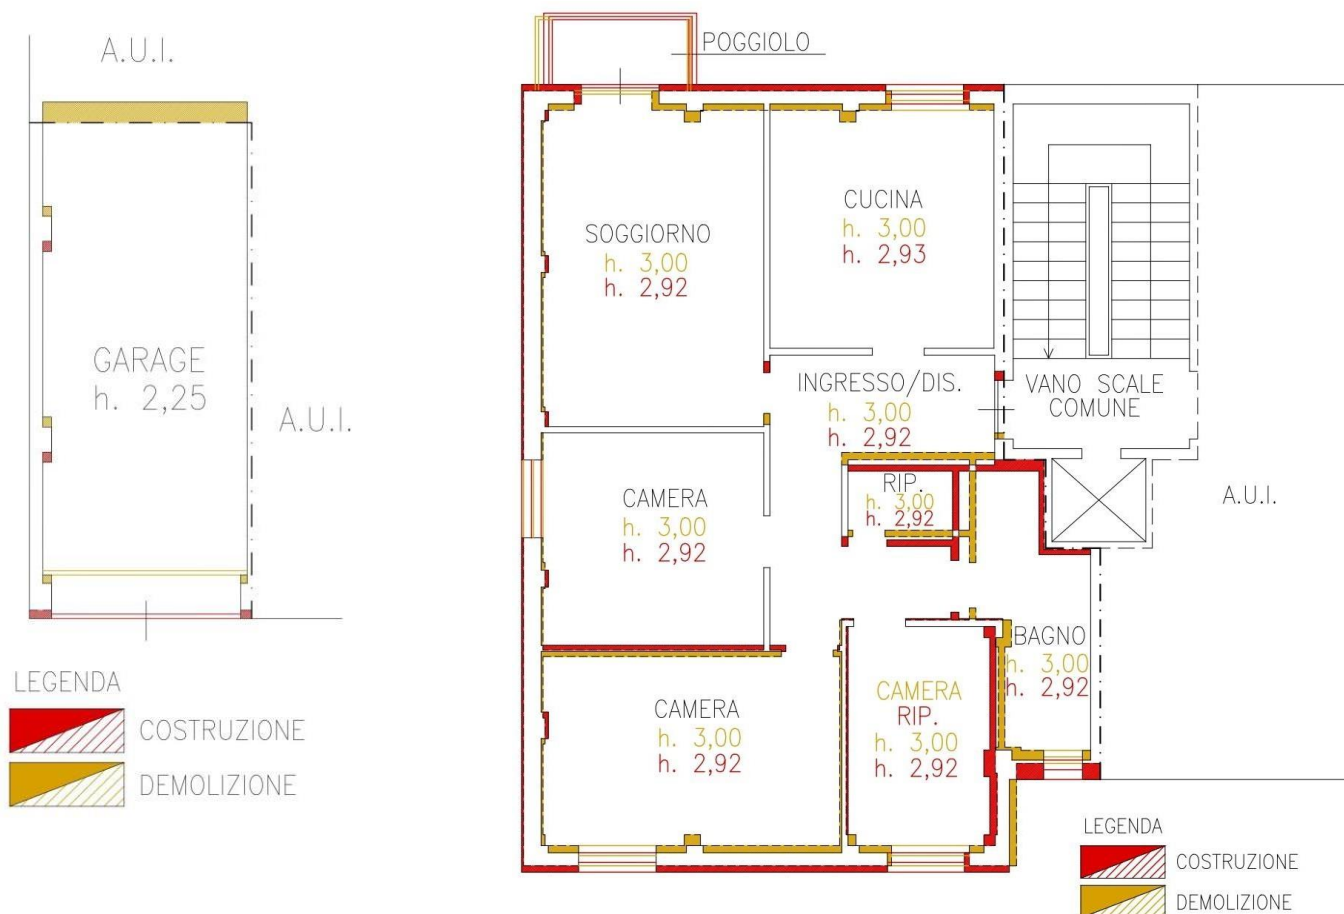 A.U.I.
GARAGE
h. 2,25
A.U.I.
LEGENDA
COSTRUZIONE
DEMOLIZIONE
POGGIOLO
SOGGIORNO
h. 3,00
h. 2,92
CUCINA
h. 3,00
h. 2,93
INGRESSO/DIS.
h. 3,00
h. 2,92
VANO SCALE
COMUNE
CAMERA
h. 3,00
h. 2,92
RIP.
h. 3,00
h. 2,92
A.U.I.
BAGNO
h. 3,00
h. 2,92
CAMERA
h. 3,00
h. 2,92
CAMERA
RIP.
h. 3,00
h. 2,92
LEGENDA
COSTRUZIONE
DEMOLIZIONE